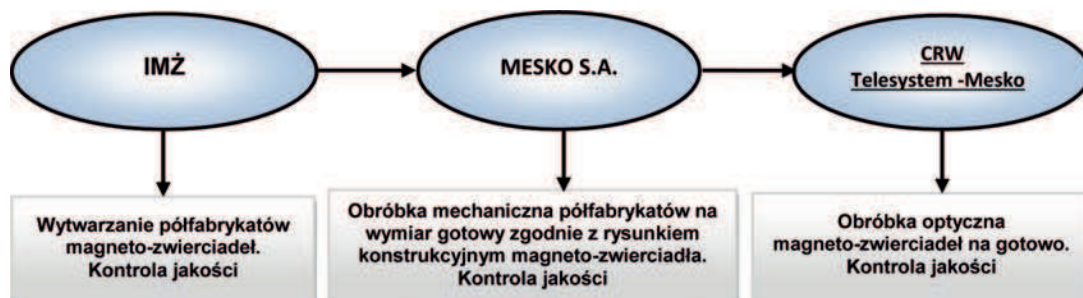 IMŻ
MESKO S.A.
CRW
Telesystem -Mesko
Wytwarzanie półfabrykatów
magneto-zwierciadeł.
Kontrola jakości
Obróbka mechaniczna półfabrykatów na
wymiar gotowy zgodnie z rysunkiem
konstrukcyjnym magneto-zwierciadła.
Kontrola jakości
Obróbka optyczna
magneto-zwierciadeł na gotowo.
Kontrola jakości